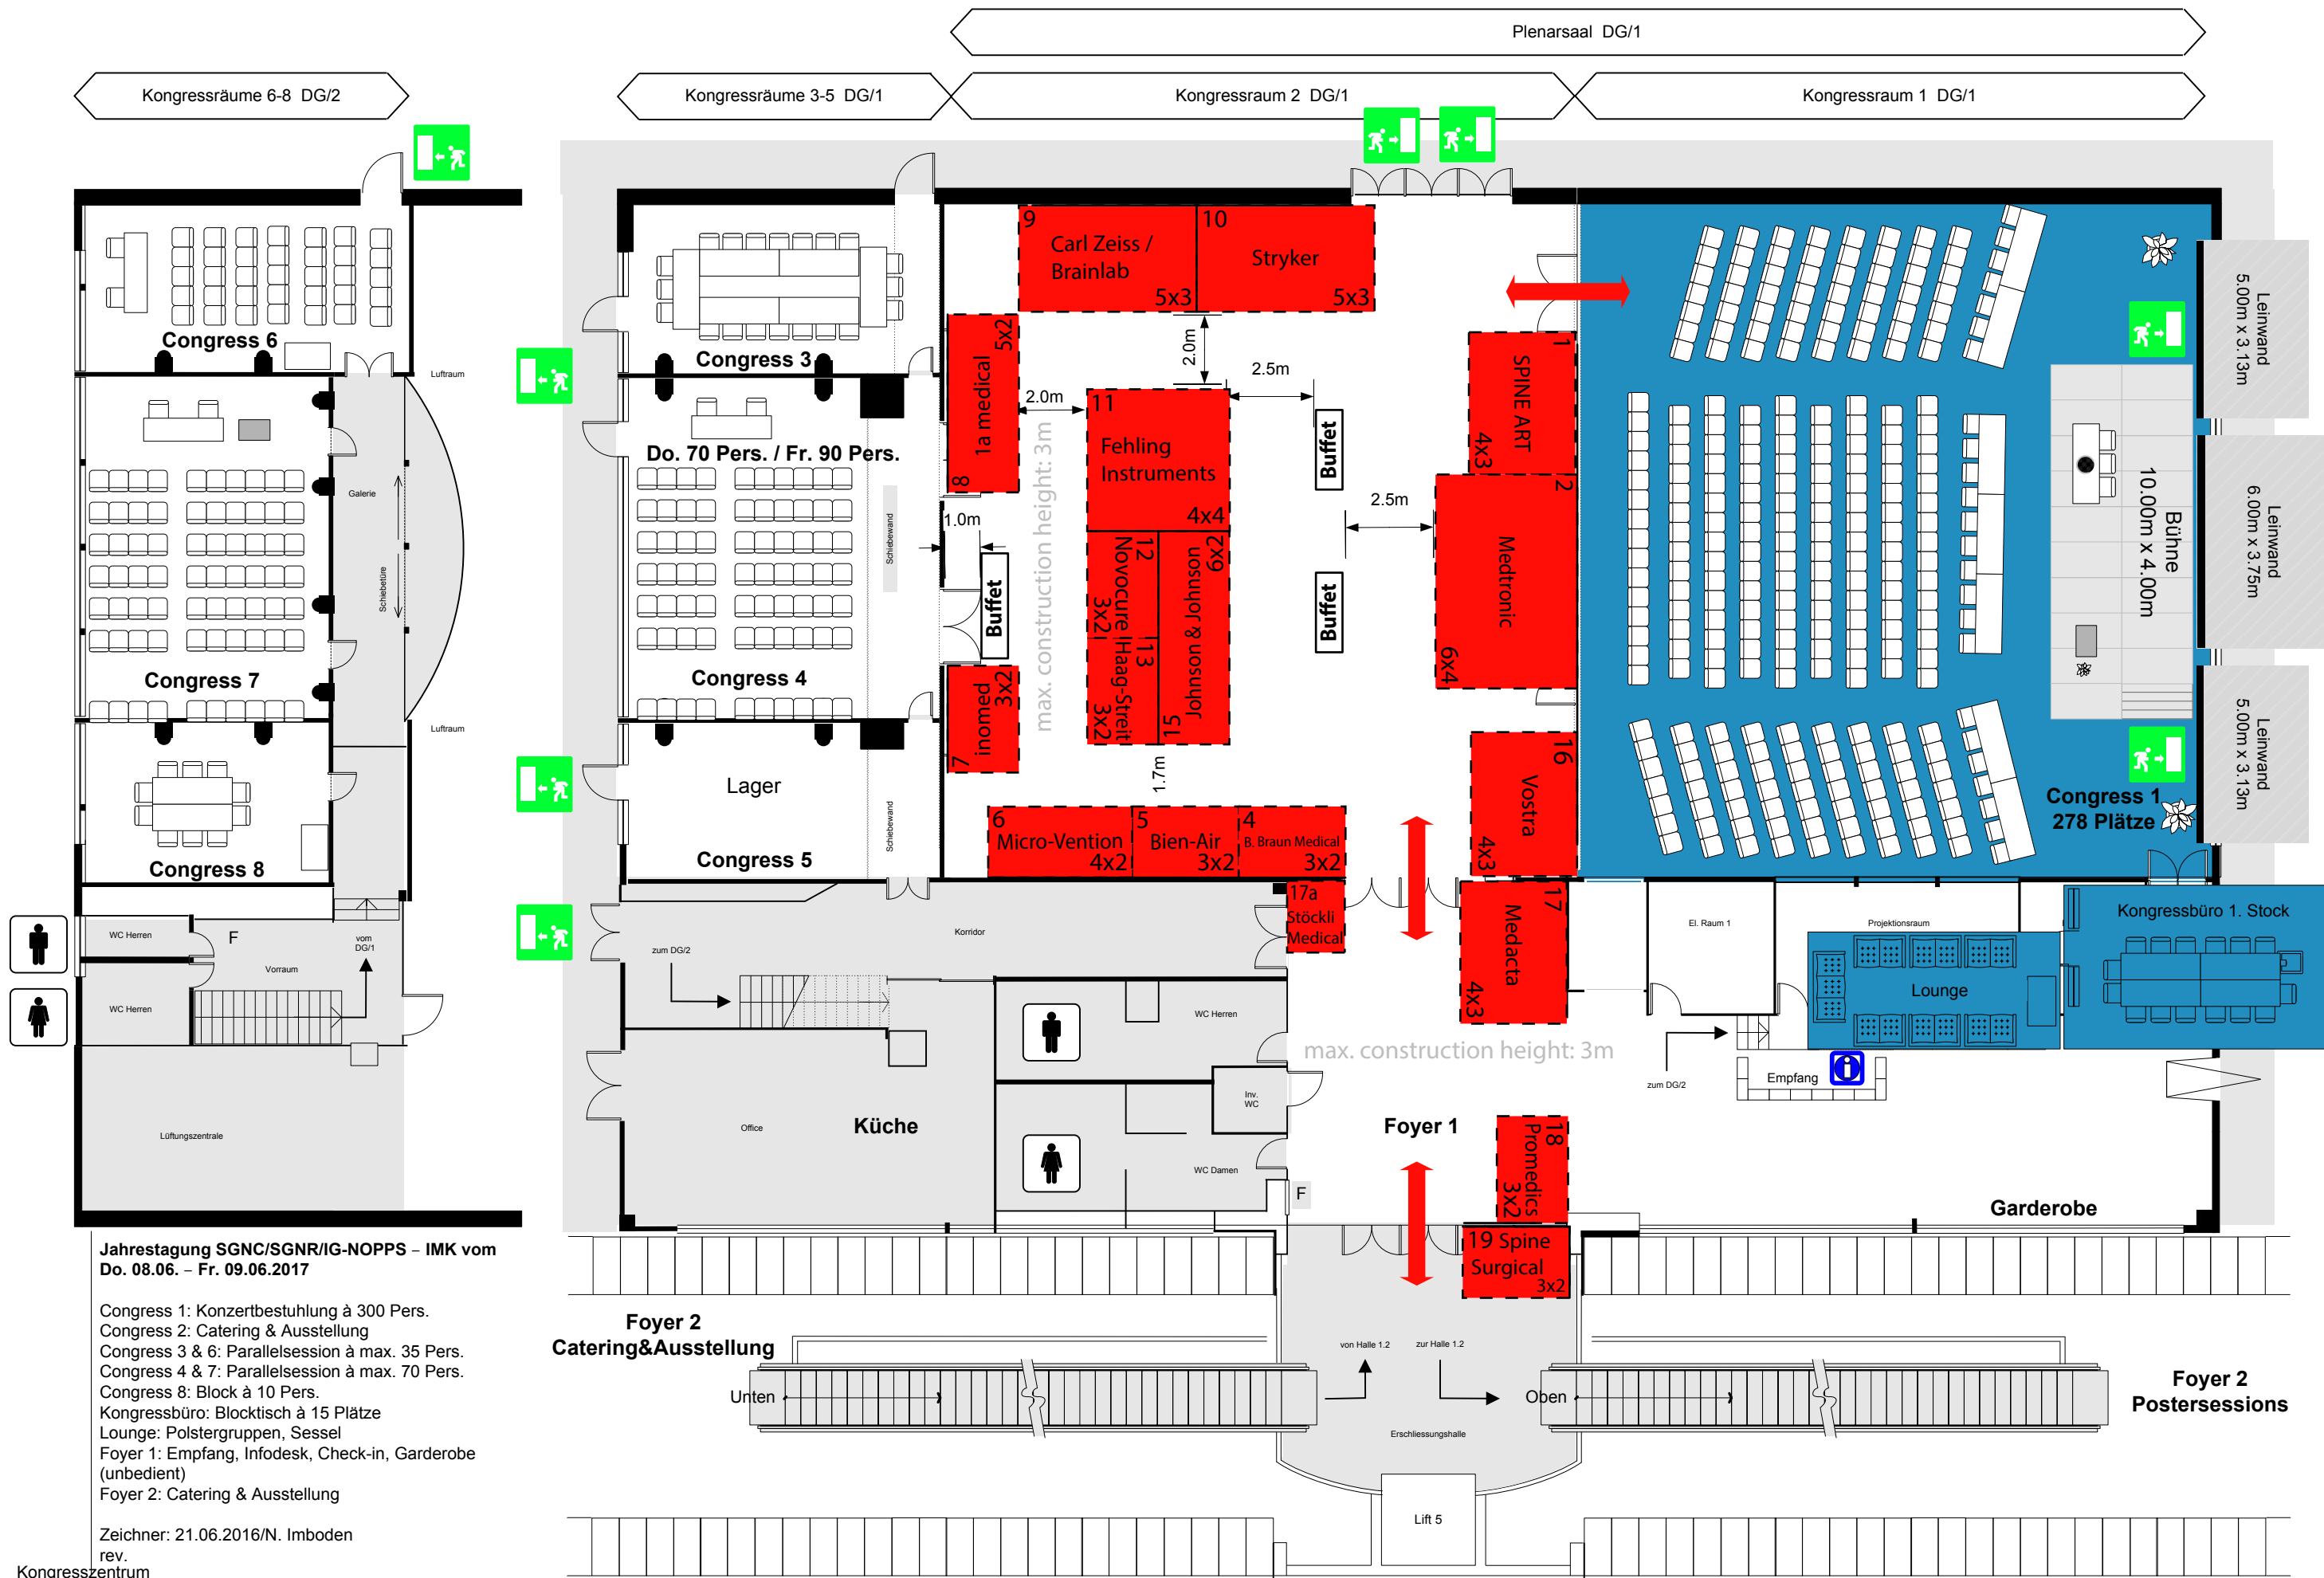 Plenarsaal DG/1
Kongressräume 6-8 DG/2
Kongressräume 3-5 DG/1
Kongressraum 2 DG/1
Kongressraum 1 DG/1
Congress 6
Luftraum
Galerie
Schiebetüre
Congress 7
Luftraum
Congress 8
WC Herren
F
vom
DG/1
Vorraum
WC Herren
Lüftungszentrale
Congress 3
Do. 70 Pers. / Fr. 90 Pers.
Schiebewand
Congress 4
Lager
Schiebewand
Congress 5
9
Carl Zeiss /
Brainlab
5x3
10
Stryker
5x3
5x2
1a medical
8
2.0m
2.0m
2.5m
max. construction height: 3m
11
Fehling
Instruments
4x4
Buffet
1
SPINE ART
4x3
2
Medtronic
6x4
2.5m
1.0m
Buffet
12
Novocure
3x2
13
Haag-Streit
3x2
6x2
Johnson & Johnson
15
Buffet
3x2
inomed
7
1.7m
16
Vostra
4x3
6
Micro-Vention
4x2
5
Bien-Air
3x2
4
B. Braun Medical
3x2
17a
Stöckli
Medical
17
Medacta
4x3
Leinwand
5.00m x 3.13m
Leinwand
6.00m x 3.75m
Leinwand
5.00m x 3.13m
Bühne
10.00m x 4.00m
Congress 1
278 Plätze
Kongressbüro 1. Stock
El. Raum 1
Projektionsraum
Lounge
zum DG/2
Korridor
WC Herren
max. construction height: 3m
zum DG/2
Empfang
Inv.
WC
Office
Küche
WC Damen
Foyer 1
F
18
Promedics
3x2
Garderobe
19 Spine
Surgical
3x2
Jahrestagung SGNC/SGNR/IG-NOPPS – IMK vom
Do. 08.06. – Fr. 09.06.2017
Congress 1: Konzertbestuhlung à 300 Pers.
Congress 2: Catering & Ausstellung
Congress 3 & 6: Parallelsession à max. 35 Pers.
Congress 4 & 7: Parallelsession à max. 70 Pers.
Congress 8: Block à 10 Pers.
Kongressbüro: Blocktisch à 15 Plätze
Lounge: Polstergruppen, Sessel
Foyer 1: Empfang, Infodesk, Check-in, Garderobe
(unbedient)
Foyer 2: Catering & Ausstellung
Zeichner: 21.06.2016/N. Imboden
rev.
Kongresszentrum
Foyer 2
Catering&Ausstellung
von Halle 1.2
zur Halle 1.2
Unten
Oben
Erschliessungshalle
Foyer 2
Postersessions
Lift 5